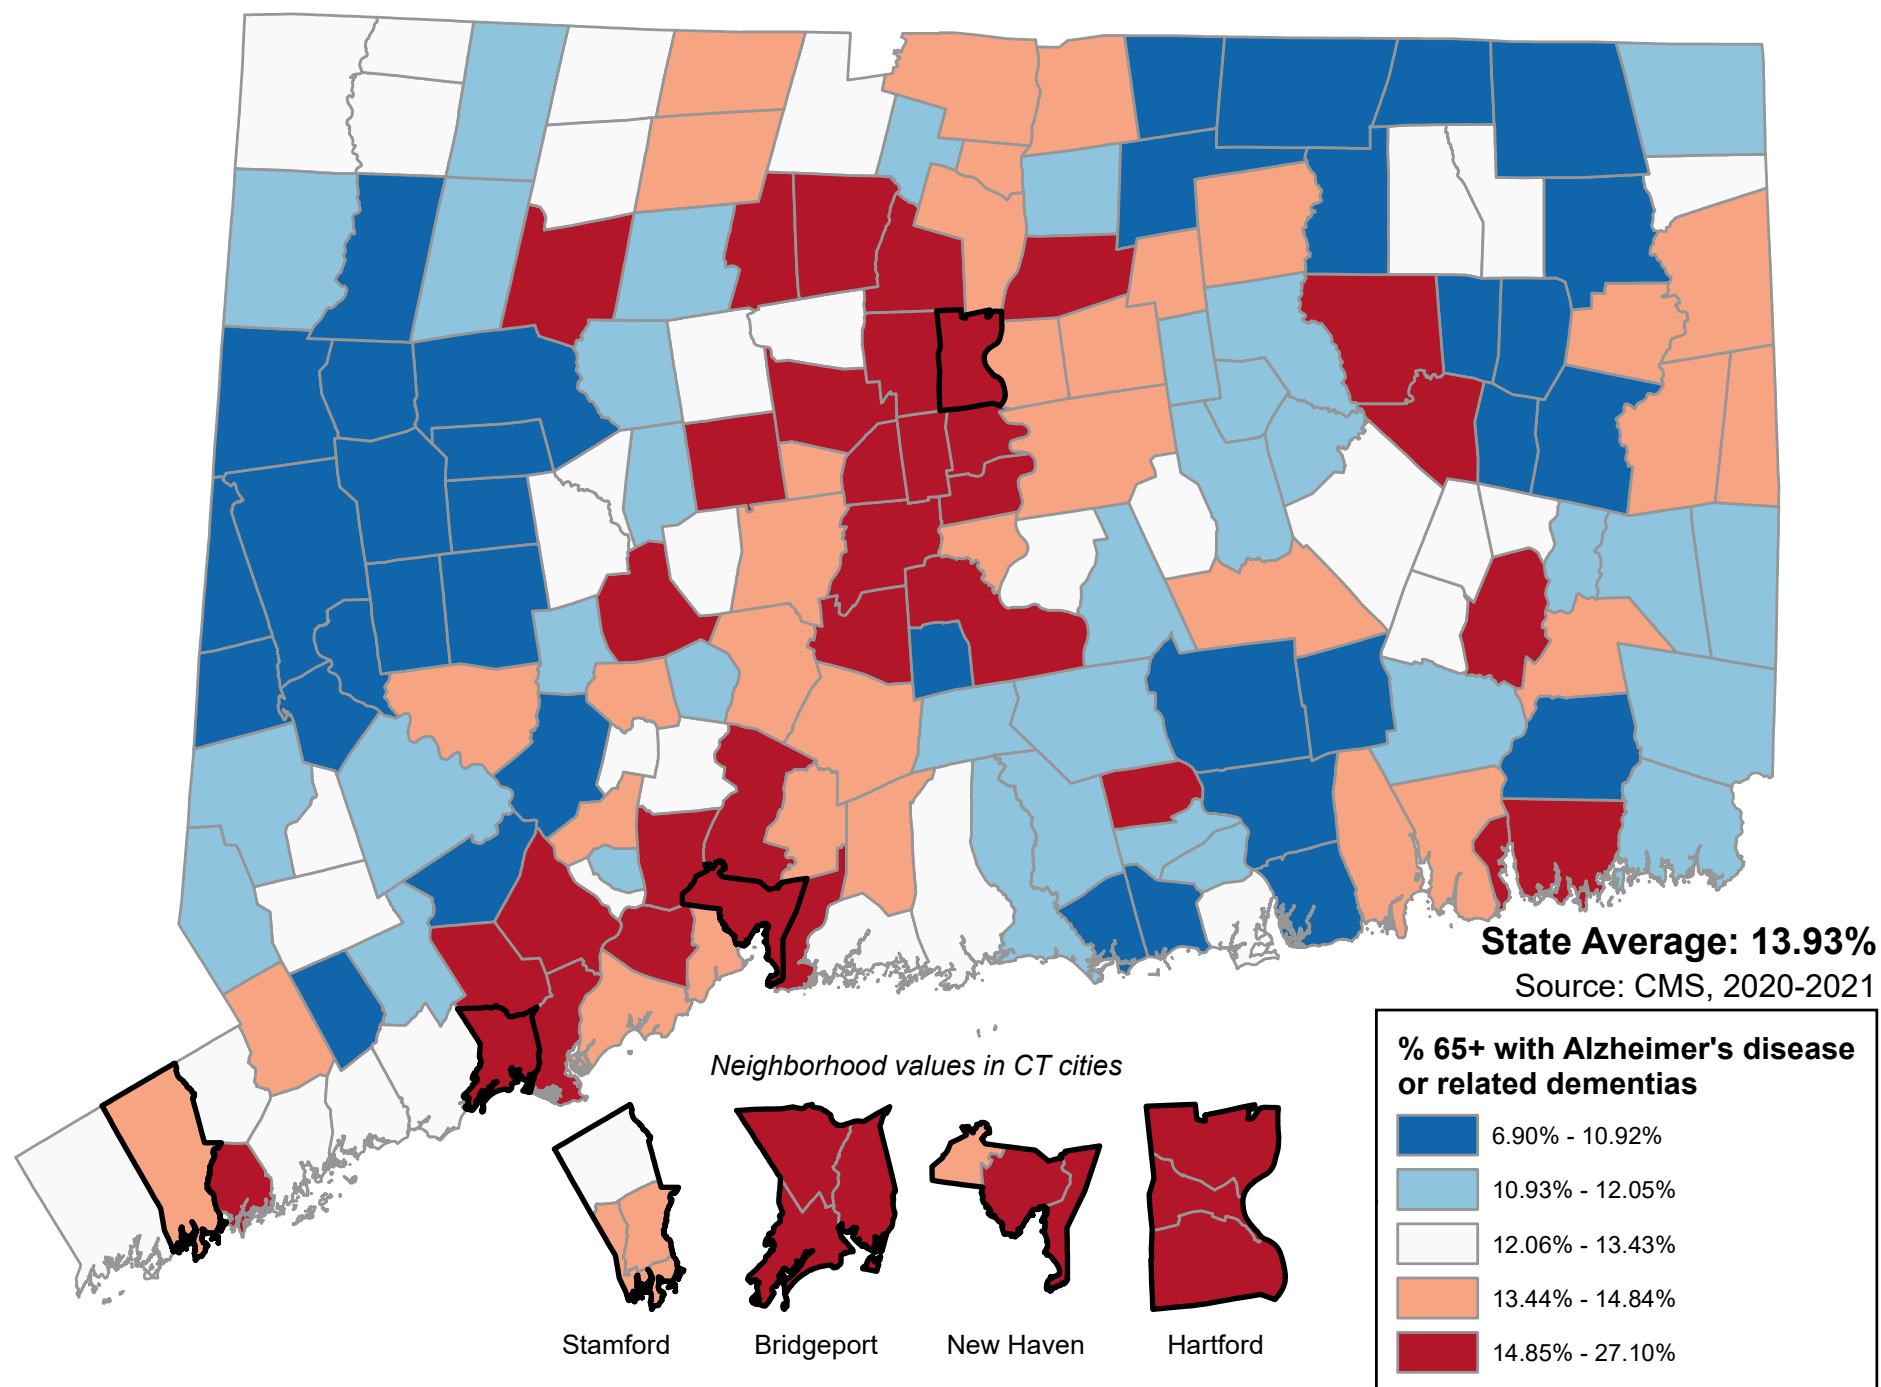 State Average: 13.93%
Source: CMS, 2020-2021
% 65+ with Alzheimer's disease
or related dementias
6.90% - 10.92%
10.93% - 12.05%
12.06% - 13.43%
13.44% - 14.84%
14.85% - 27.10%
Neighborhood values in CT cities
Stamford
Bridgeport
New Haven
Hartford